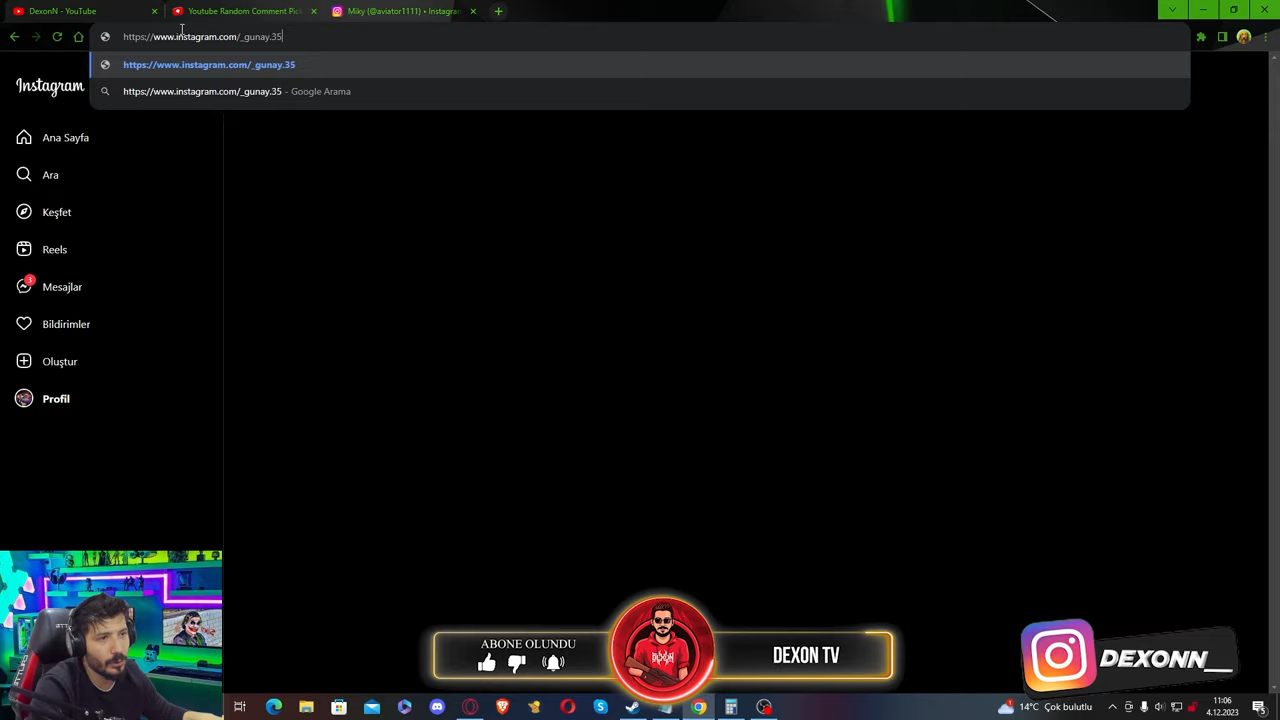 DexonN - YouTube
Youtube Random Comment Pick
Miky (@aviator1111) • Instagram
https://www.instagram.com/_gunay.35
https://www.instagram.com/_gunay.35
https://www.instagram.com/_gunay.35 - Google Arama
Instagram
Ana Sayfa
Ara
Keşfet
Reels
3
Mesajlar
Bildirimler
Oluştur
Profil
ABONE OLUNDU
DEXON TV
DEXONN__
14°C Çok bulutlu
11:06
4.12.2023